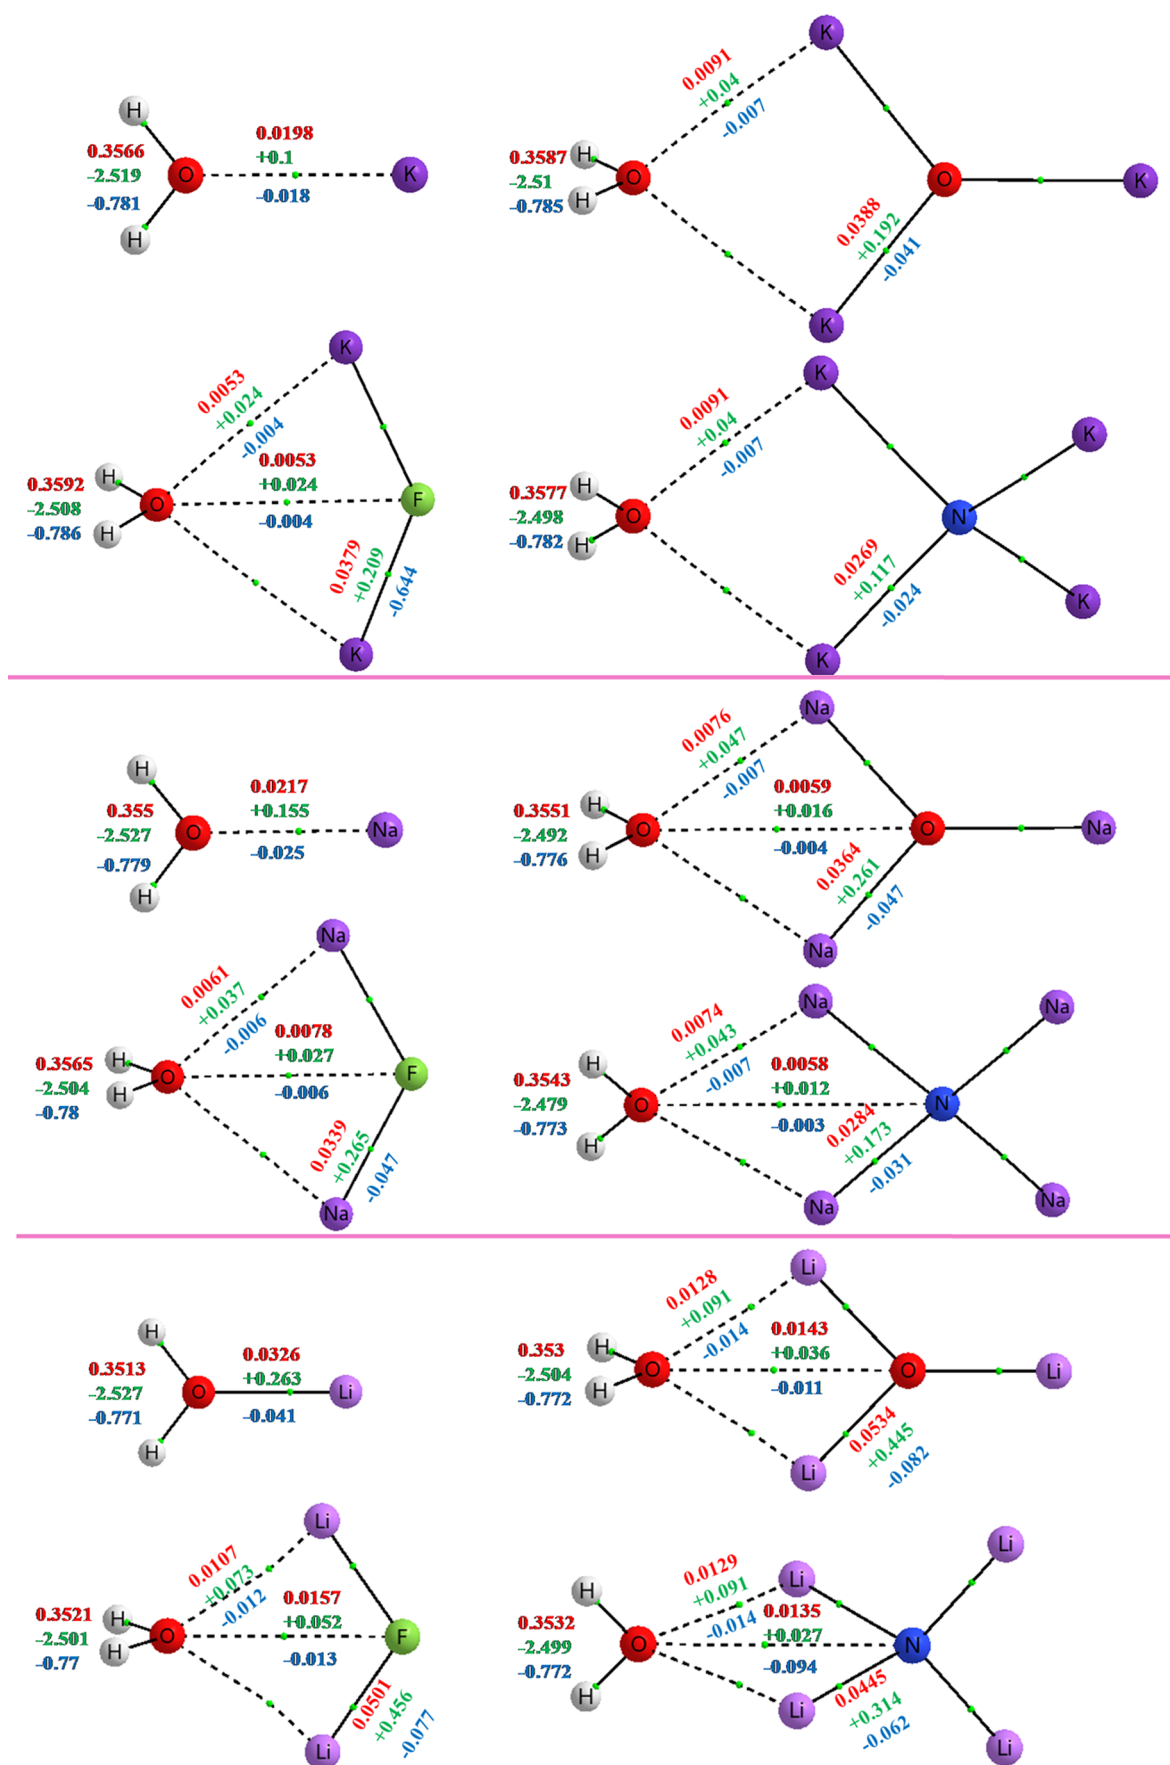 H
0.3566
-2.519
-0.781
O
H
0.0198
+0.1
-0.018
K
0.3587
-2.51
-0.785
H
H
O
0.0091
+0.04
-0.007
K
O
K
0.0388
+0.192
-0.041
K
0.3592
-2.508
-0.786
H
H
O
0.0053
+0.024
-0.004
K
0.0053
+0.024
-0.004
F
0.0379
+0.209
-0.644
K
0.3577
-2.498
-0.782
H
H
O
0.0091
+0.04
-0.007
K
K
N
0.0269
+0.117
-0.024
K
K
H
0.355
-2.527
-0.779
O
H
0.0217
+0.155
-0.025
Na
0.3551
-2.492
-0.776
H
H
O
0.0076
+0.047
-0.007
Na
0.0059
+0.016
-0.004
O
Na
0.0364
+0.261
-0.047
Na
0.3565
-2.504
-0.78
H
H
O
0.0061
+0.037
-0.006
Na
0.0078
+0.027
-0.006
F
0.0339
+0.265
-0.047
Na
0.3543
-2.479
-0.773
H
H
O
0.0074
+0.043
-0.007
Na
Na
0.0058
+0.012
-0.003
N
0.0284
+0.173
-0.031
Na
Na
H
0.3513
-2.527
-0.771
O
H
0.0326
+0.263
-0.041
Li
0.353
-2.504
-0.772
H
H
O
0.0128
+0.091
-0.014
Li
0.0143
+0.036
-0.011
O
Li
0.0534
+0.445
-0.082
Li
0.3521
-2.501
-0.77
H
H
O
0.0107
+0.073
-0.012
Li
0.0157
+0.052
-0.013
F
0.0501
+0.456
-0.077
Li
0.3532
-2.499
-0.772
H
H
O
0.0129
+0.091
-0.014
Li
Li
0.0135
+0.027
-0.094
N
0.0445
+0.314
-0.062
Li
Li